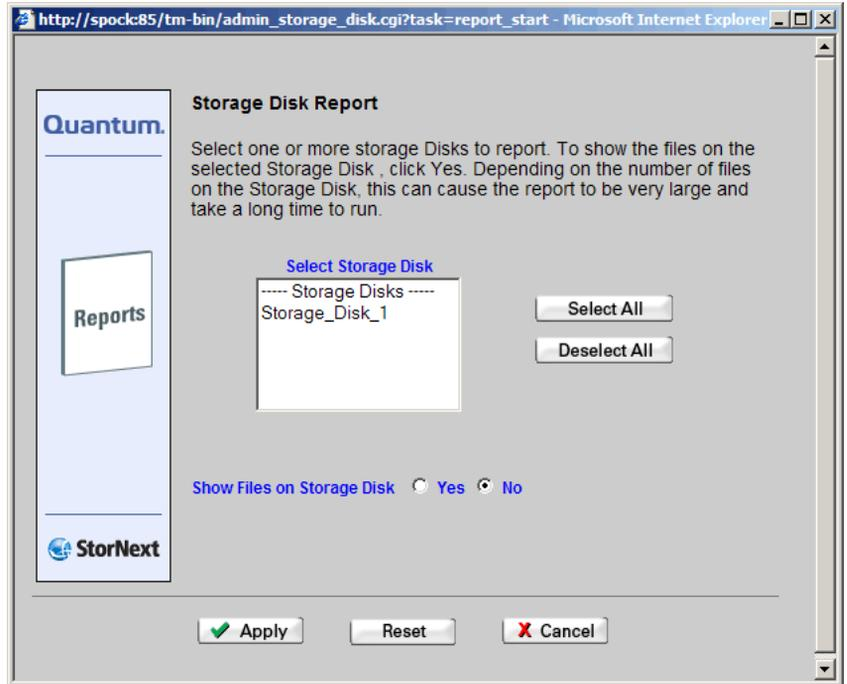 http://spock:85/tm-bin/admin_storage_disk.cgi?task=report_start - Microsoft Internet Explorer
Quantum.
Storage Disk Report
Select one or more storage Disks to report. To show the files on the
selected Storage Disk , click Yes. Depending on the number of files
on the Storage Disk, this can cause the report to be very large and
take a long time to run.
Reports
Select Storage Disk
----- Storage Disks -----
Storage_Disk_1
Select All
Deselect All
Show Files on Storage Disk Yes No
StorNext
Apply Reset X Cancel